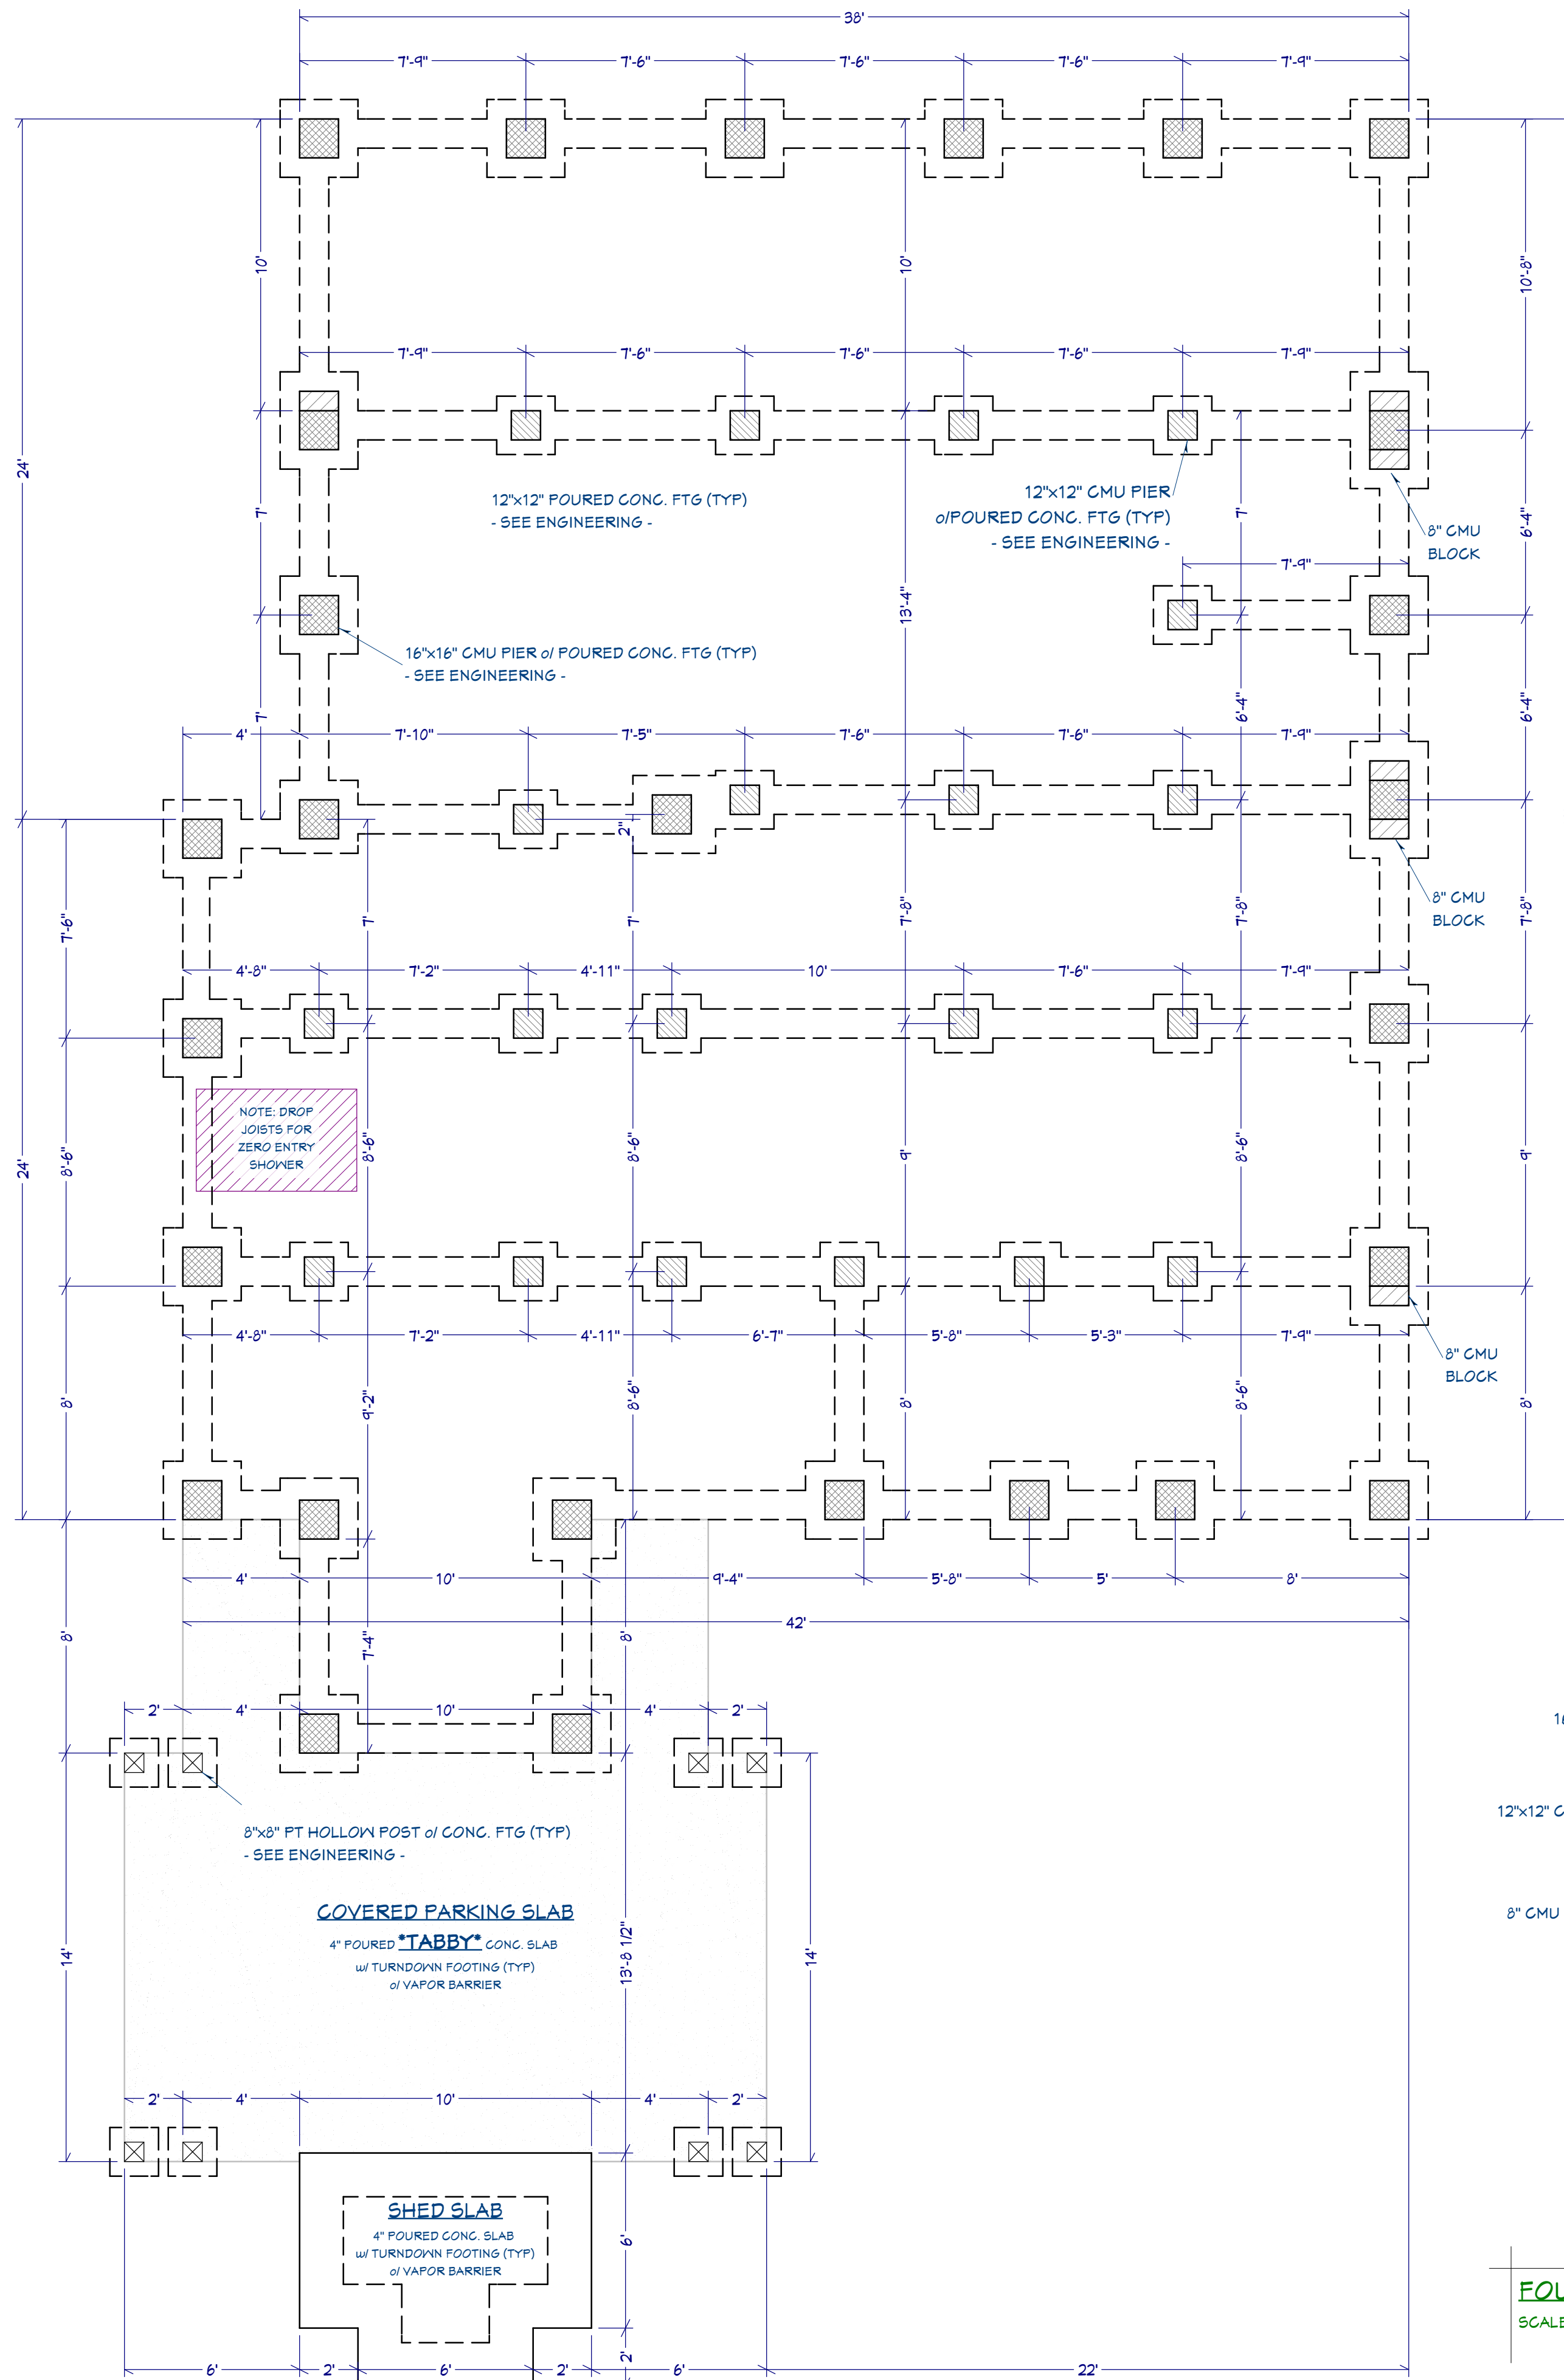 38'
7'-9" 7'-6" 7'-6" 7'-6" 7'-9"
24'
10'
10'
10'-8"
7'-9" 7'-6" 7'-6" 7'-6" 7'-9"
12"x12" POURED CONC. FTG (TYP)
- SEE ENGINEERING -
12"x12" CMU PIER
o/POURED CONC. FTG (TYP)
- SEE ENGINEERING -
8" CMU
BLOCK
7'
7'
6'-4"
7'-9"
13'-4"
16"x16" CMU PIER o/ POURED CONC. FTG (TYP)
- SEE ENGINEERING -
7'
6'-4"
6'-4"
4' 7'-10" 7'-5" 7'-6" 7'-6" 7'-9"
2"
8" CMU
BLOCK
7'-6"
7'
7'
7'-8"
7'-8"
7'-8"
4'-8" 7'-2" 4'-11" 10' 7'-6" 7'-9"
NOTE: DROP
JOISTS FOR
ZERO ENTRY
SHOWER
24'
8'-6"
8'-6"
8'-6"
9'
8'-6"
9'
4'-8" 7'-2" 4'-11" 6'-7" 5'-8" 5'-3" 7'-9"
8" CMU
BLOCK
8'
9'-2"
8'-6"
8'
8'-6"
8'
4' 10' 9'-4" 5'-8" 5' 8'
42'
8'
7'-4"
8'
2' 4' 10' 4' 2'
16
8"x8" PT HOLLOW POST o/ CONC. FTG (TYP)
- SEE ENGINEERING -
12"x12" C
COVERED PARKING SLAB
4" POURED *TABBY* CONC. SLAB
w/ TURNDOWN FOOTING (TYP)
o/ VAPOR BARRIER
8" CMU
14'
13'-8 1/2"
14'
2' 4' 10' 4' 2'
SHED SLAB
4" POURED CONC. SLAB
w/ TURNDOWN FOOTING (TYP)
o/ VAPOR BARRIER
6'
FOU
SCALE
2'
6' 2' 6' 2' 6' 22'